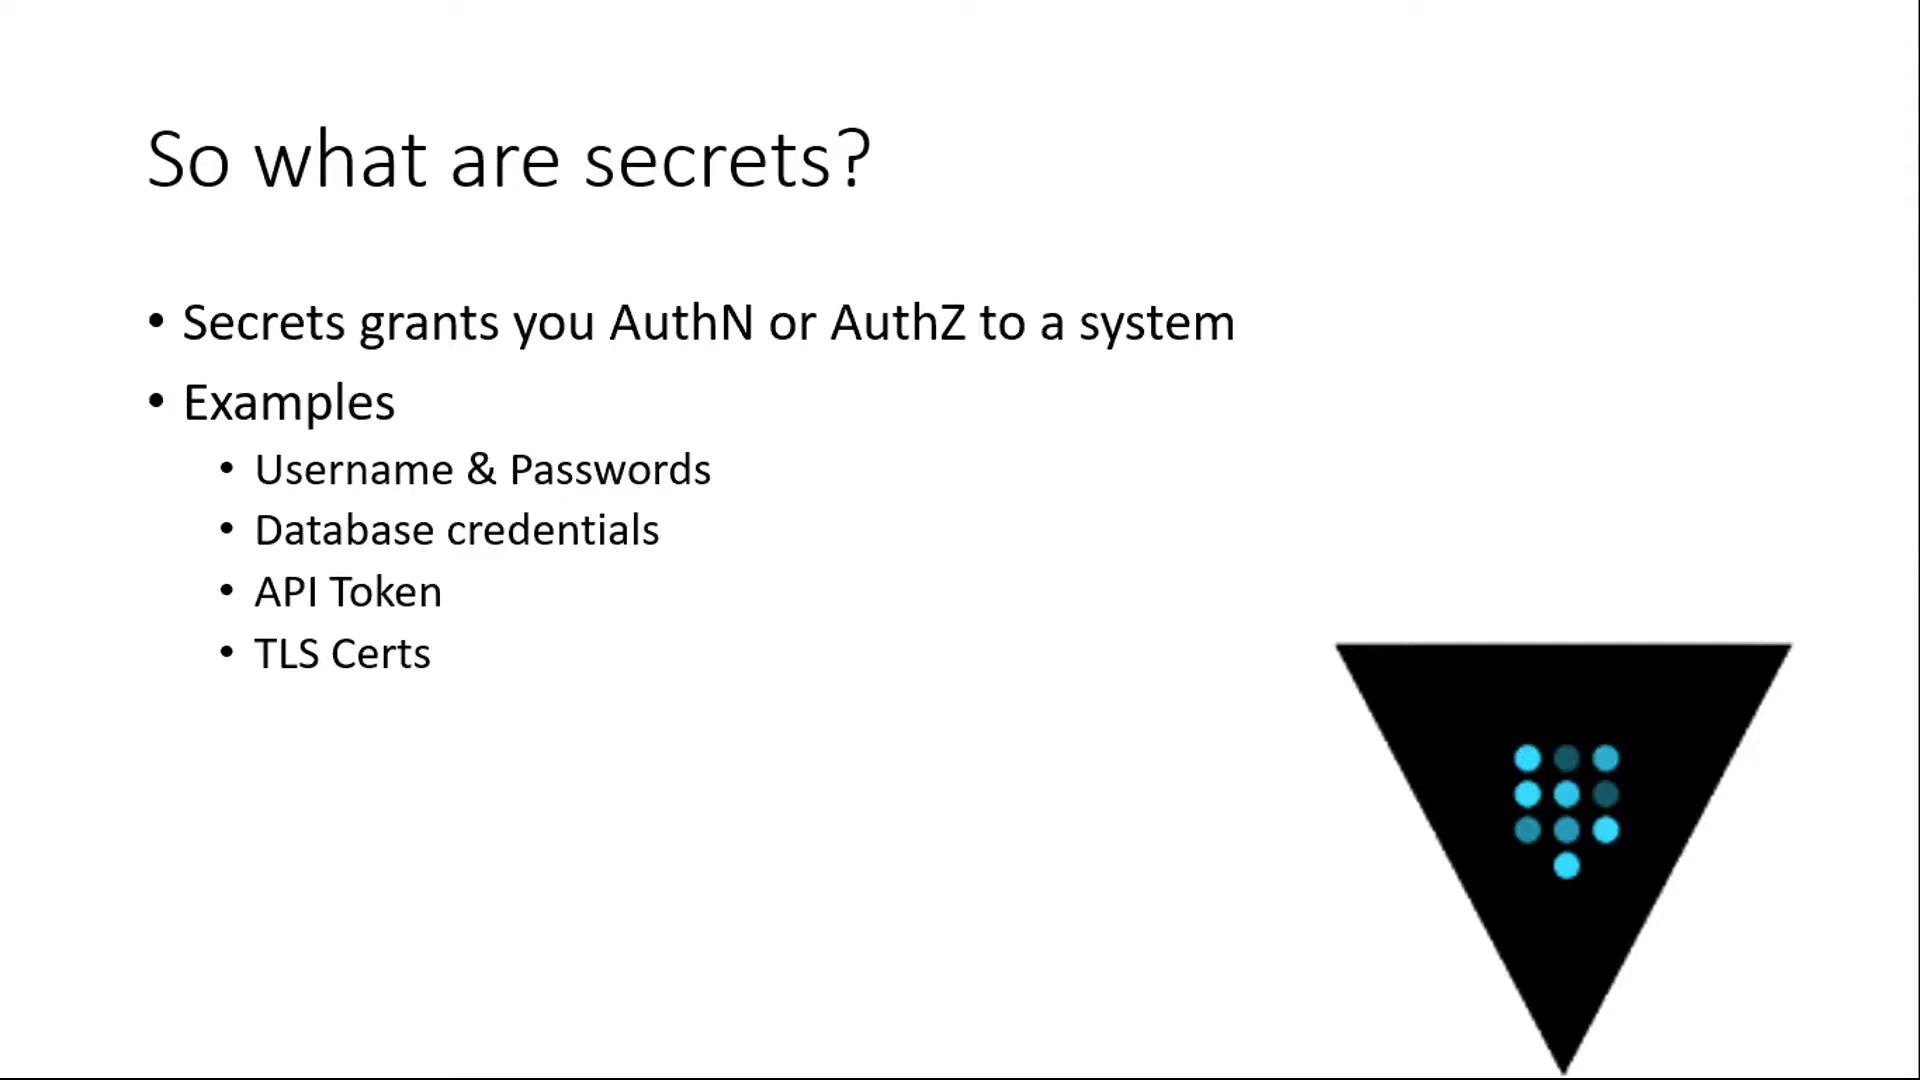 So what are secrets?
• Secrets grants you AuthN or AuthZ to a system
• Examples
• Username & Passwords
• Database credentials
• API Token
• TLS Certs